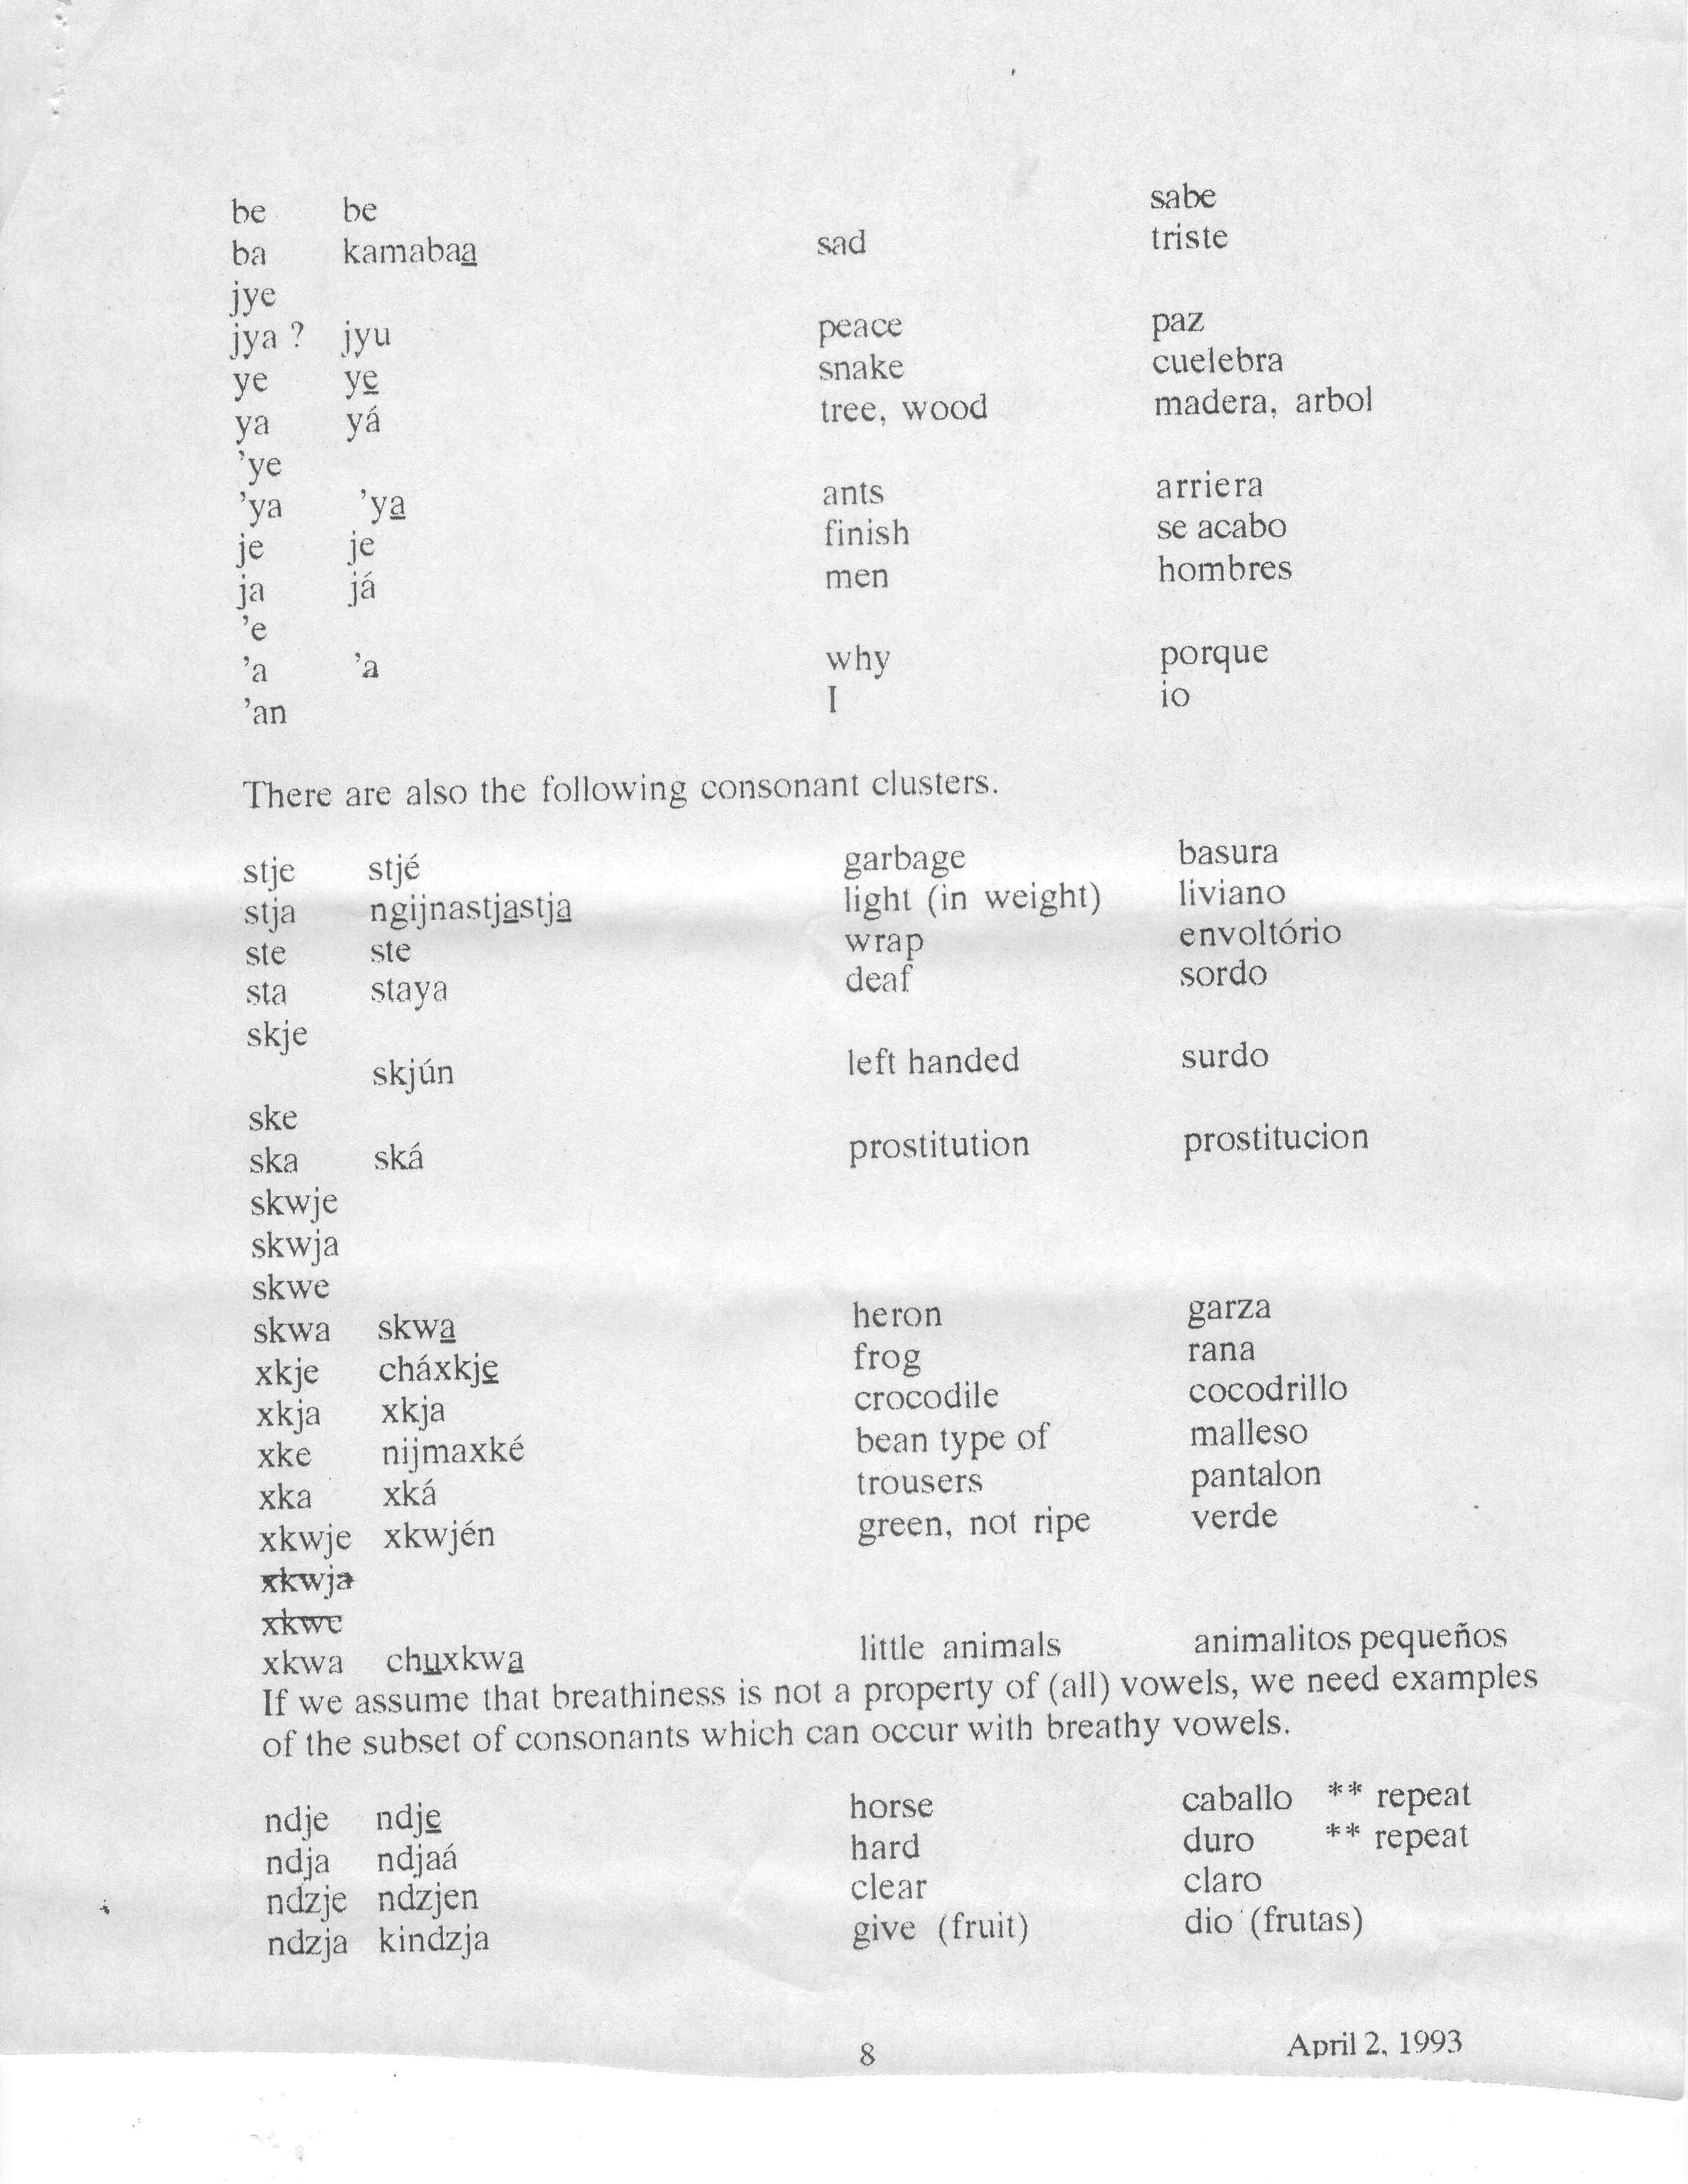 be be sabe
ba kamabaa̱ sad triste
jye
jya ? jyu peace paz
ye ye̱ snake cuelebra
ya yá tree, wood madera, arbol
’ye
’ya ’ya̱ ants arriera
je je finish se acabo
ja já men hombres
’e
’a ’a why porque
’an I io
There are also the following consonant clusters.
stje stjé garbage basura
stja ngijnastja̱stja̱ light (in weight) liviano
ste ste wrap envoltório
sta staya deaf sordo
skje
skjún left handed surdo
ske
ska ská prostitution prostitucion
skwje
skwja
skwe
skwa skwa̱ heron garza
xkje cháxkje̱ frog rana
xkja xkja crocodile cocodrillo
xke nijmaxké bean type of malleso
xka xká trousers pantalon
xkwje xkwjén green, not ripe verde
xkwja
xkwe
xkwa chu̱xkwa̱ little animals animalitos pequeños
If we assume that breathiness is not a property of (all) vowels, we need examples
of the subset of consonants which can occur with breathy vowels.
ndje ndje̱ horse caballo ** repeat
ndja ndjaá hard duro ** repeat
ndzje ndzjen clear claro
ndzja kindzja give (fruit) dio (frutas)
8 April 2, 1993